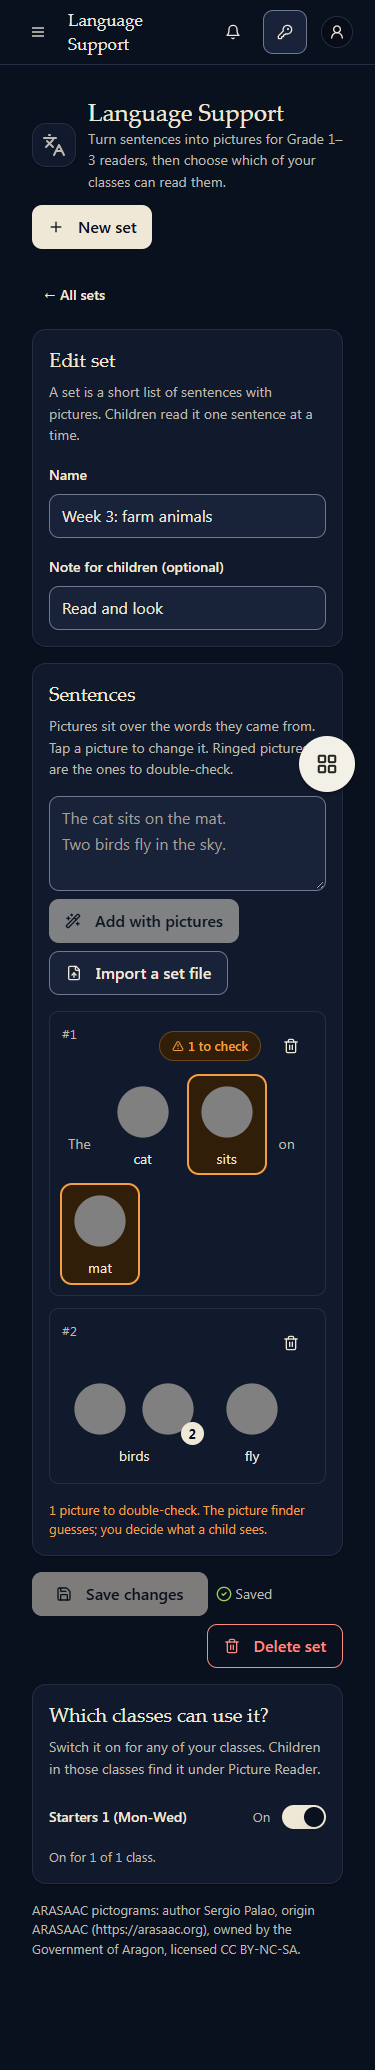 Language
Support
Language Support
Turn sentences into pictures for Grade 1–
3 readers, then choose which of your
classes can read them.
+ New set
← All sets
Edit set
A set is a short list of sentences with
pictures. Children read it one sentence at a
time.
Name
Week 3: farm animals
Note for children (optional)
Read and look
Sentences
Pictures sit over the words they came from.
Tap a picture to change it. Ringed
are the ones to double-check.
The cat sits on the mat.
Two birds fly in the sky.
Add with pictures
Import a set file
#1
1 to check
The cat sits on
mat
#2
2
birds fly
1 picture to double-check. The picture finder
guesses; you decide what a child sees.
Save changes
Saved
Delete set
Which classes can use it?
Switch it on for any of your classes. Children
in those classes find it under Picture Reader.
Starters 1 (Mon-Wed) On
On for 1 of 1 class.
ARASAAC pictograms: author Sergio Palao, origin
ARASAAC (https://arasaac.org), owned by the
Government of Aragon, licensed CC BY-NC-SA.